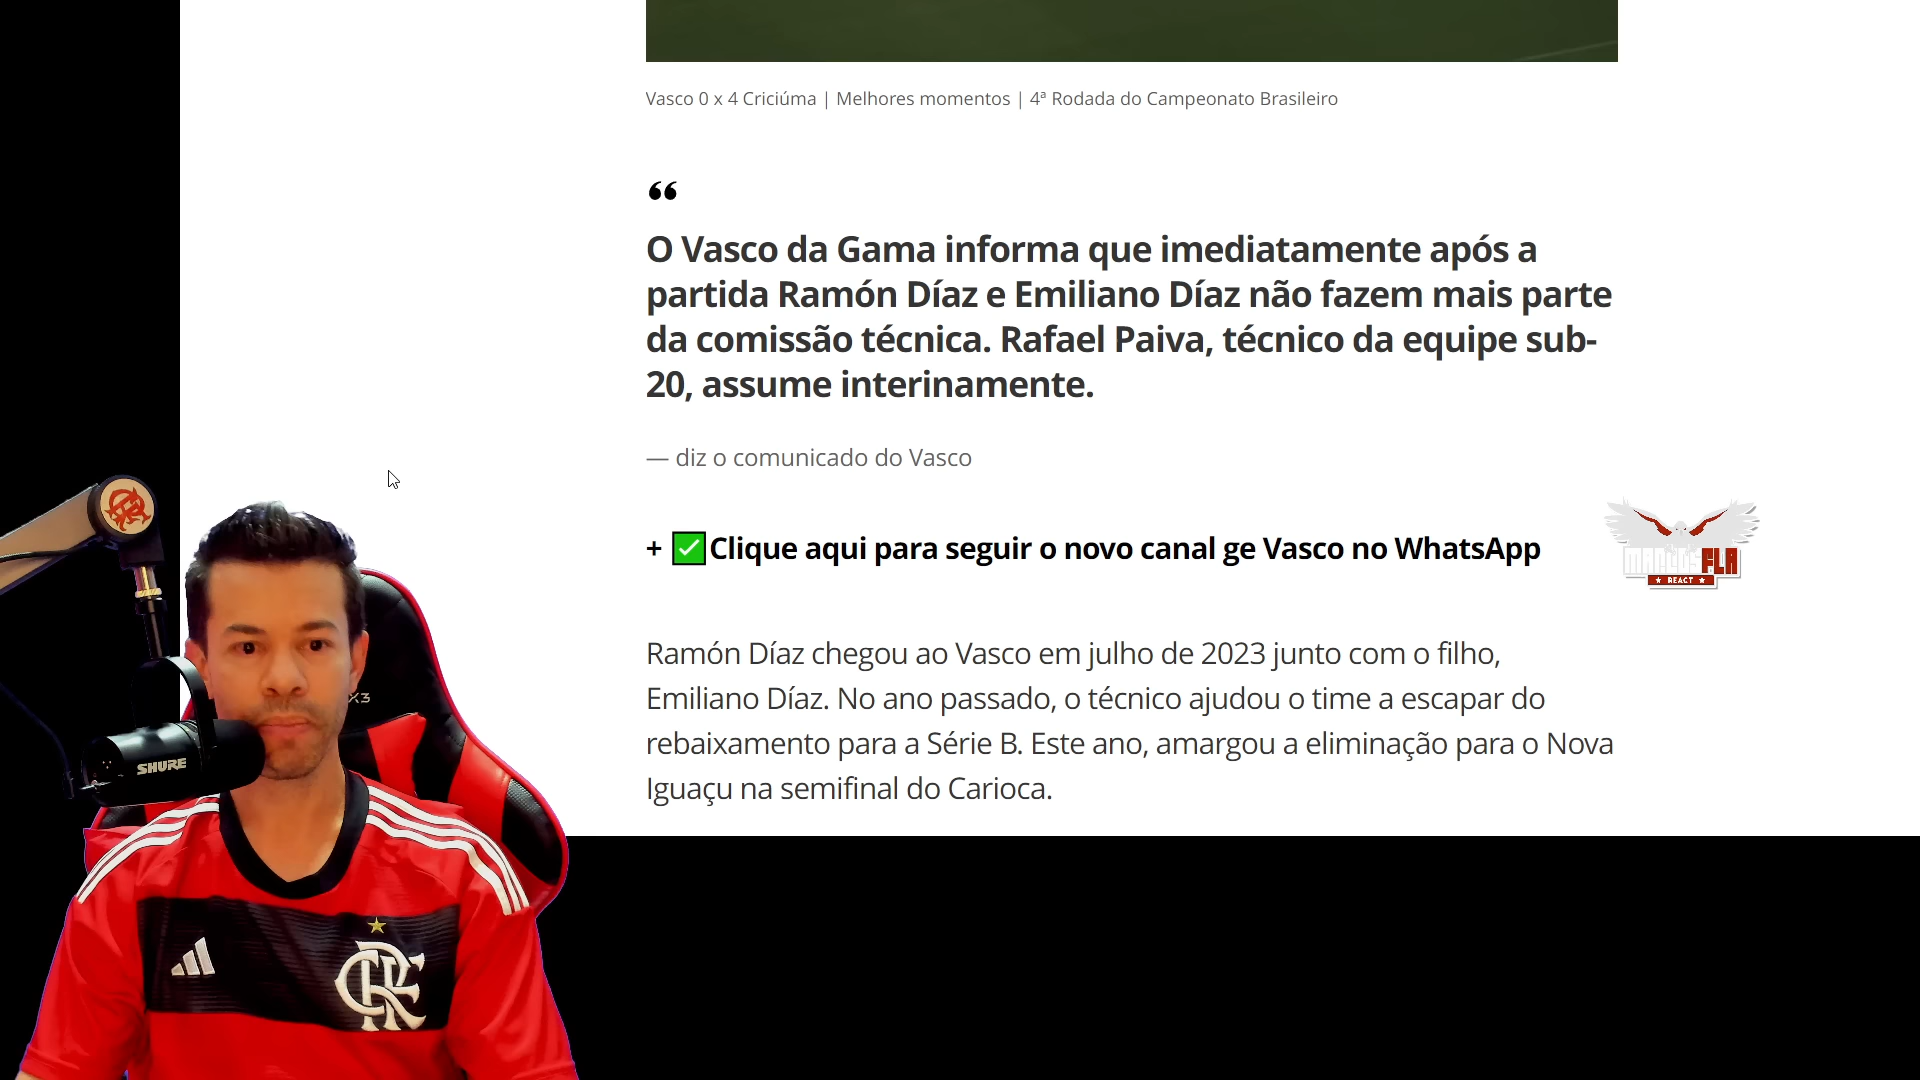 Vasco 0 x 4 Criciúma | Melhores momentos | 4ª Rodada do Campeonato Brasileiro
“
O Vasco da Gama informa que imediatamente após a
partida Ramón Díaz e Emiliano Díaz não fazem mais parte
da comissão técnica. Rafael Paiva, técnico da equipe sub-
20, assume interinamente.
— diz o comunicado do Vasco
+ ✅Clique aqui para seguir o novo canal ge Vasco no WhatsApp
MARCUSFLA
★ REACT ★
Ramón Díaz chegou ao Vasco em julho de 2023 junto com o filho,
Emiliano Díaz. No ano passado, o técnico ajudou o time a escapar do
rebaixamento para a Série B. Este ano, amargou a eliminação para o Nova
Iguaçu na semifinal do Carioca.
X3
SHURE
CRF